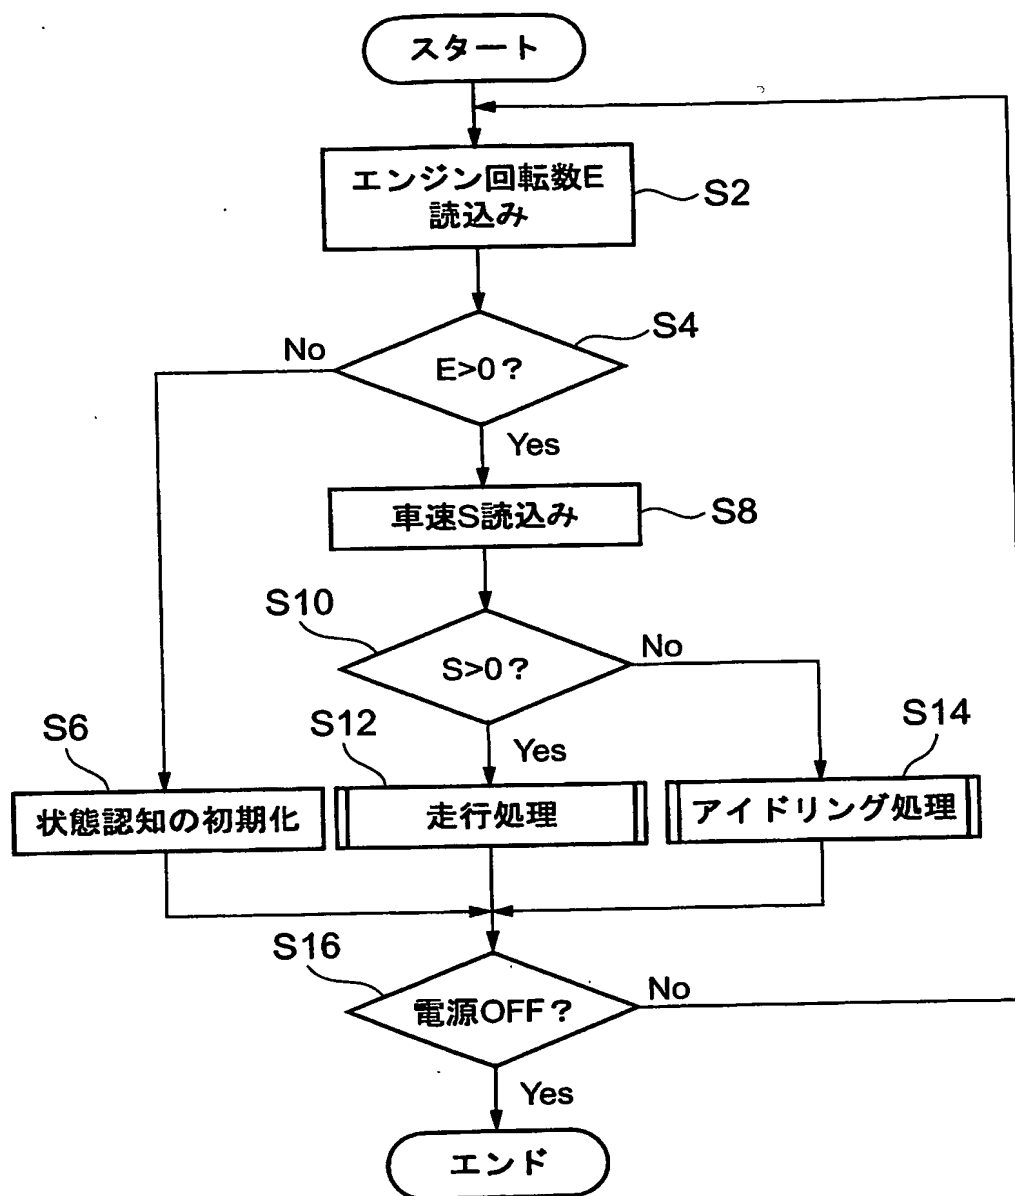 スタート
エンジン回転数E
読込み
S2
S4
E>0？
No
Yes
車速S読込み
S8
S10
S>0？
No
Yes
S6
状態認知の初期化
S12
走行処理
S14
アイドリング処理
S16
電源OFF？
No
Yes
エンド